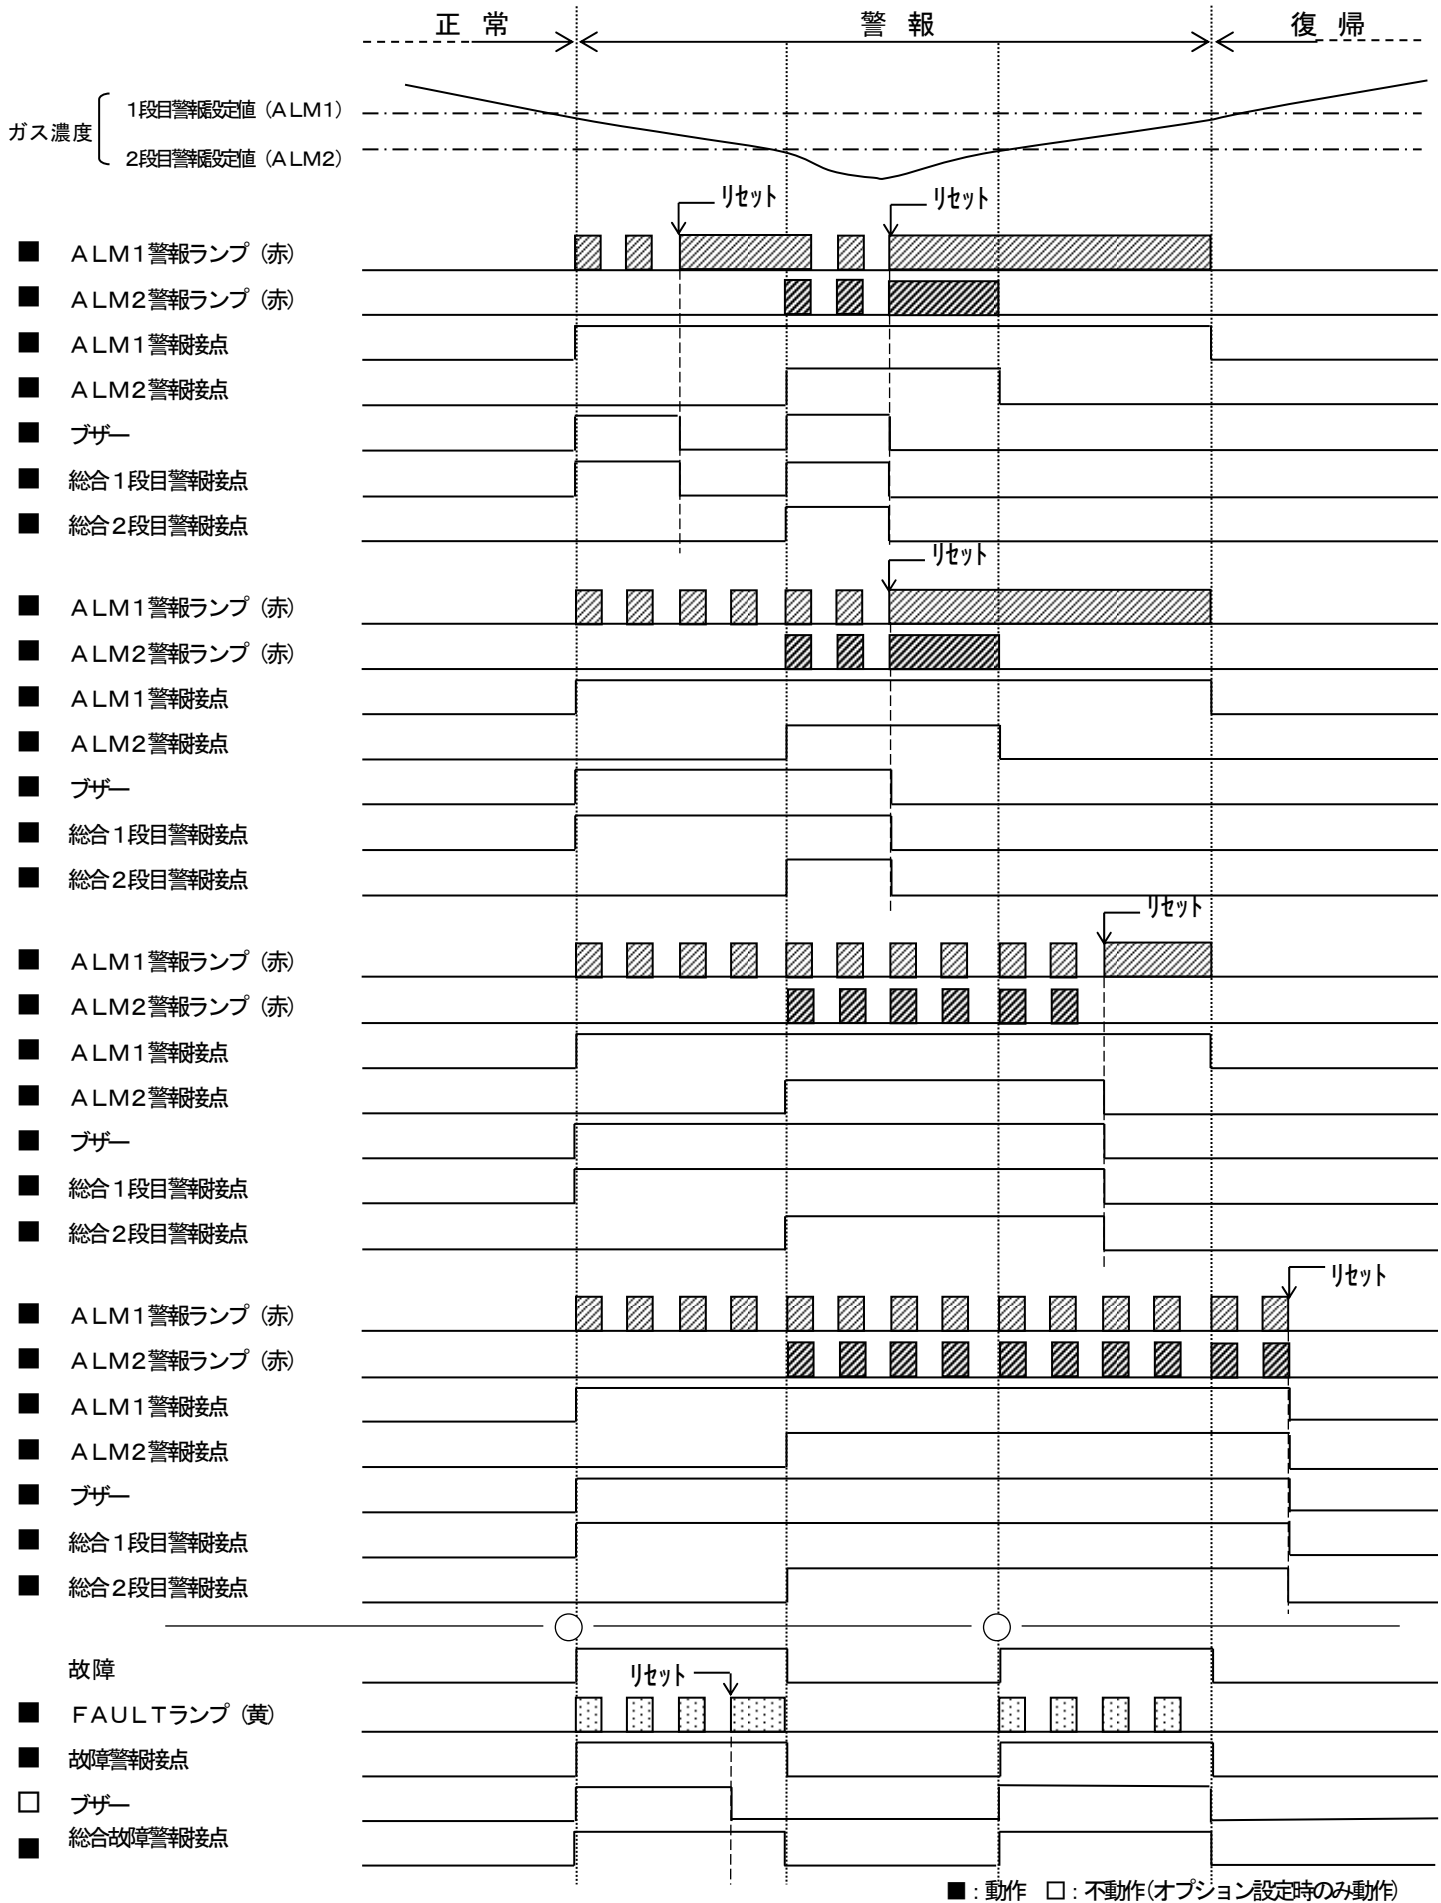 正 常 警 報 復 帰
ガス濃度
1段目警報設定値（ALM1）
2段目警報設定値（ALM2）
リセット リセット
■ ALM1警報ランプ（赤）
■ ALM2警報ランプ（赤）
■ ALM1警報接点
■ ALM2警報接点
■ ブザー
■ 総合1段目警報接点
■ 総合2段目警報接点
リセット
■ ALM1警報ランプ（赤）
■ ALM2警報ランプ（赤）
■ ALM1警報接点
■ ALM2警報接点
■ ブザー
■ 総合1段目警報接点
■ 総合2段目警報接点
リセット
■ ALM1警報ランプ（赤）
■ ALM2警報ランプ（赤）
■ ALM1警報接点
■ ALM2警報接点
■ ブザー
■ 総合1段目警報接点
■ 総合2段目警報接点
リセット
■ ALM1警報ランプ（赤）
■ ALM2警報ランプ（赤）
■ ALM1警報接点
■ ALM2警報接点
■ ブザー
■ 総合1段目警報接点
■ 総合2段目警報接点
故障
リセット
■ FAULTランプ（黄）
■ 故障警報接点
□ ブザー
■ 総合故障警報接点
■：動作 □：不動作（オプション設定時のみ動作）